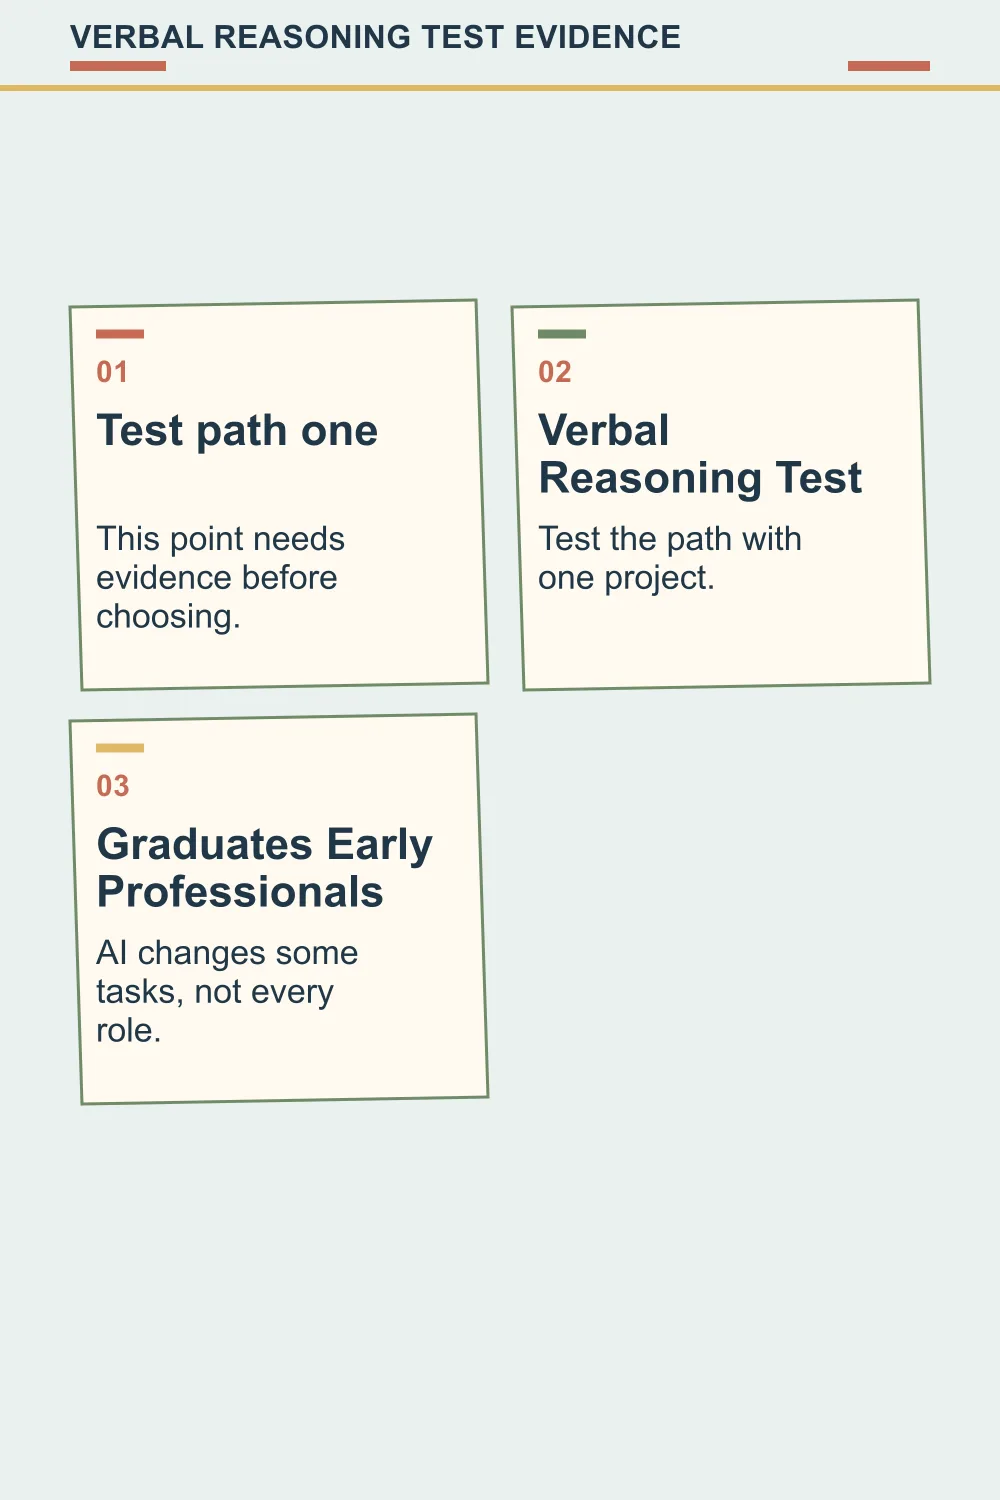 VERBAL REASONING TEST EVIDENCE
01
Test path one
This point needs
evidence before
choosing.
02
Verbal
Reasoning Test
Test the path with
one project.
03
Graduates Early
Professionals
AI changes some
tasks, not every
role.